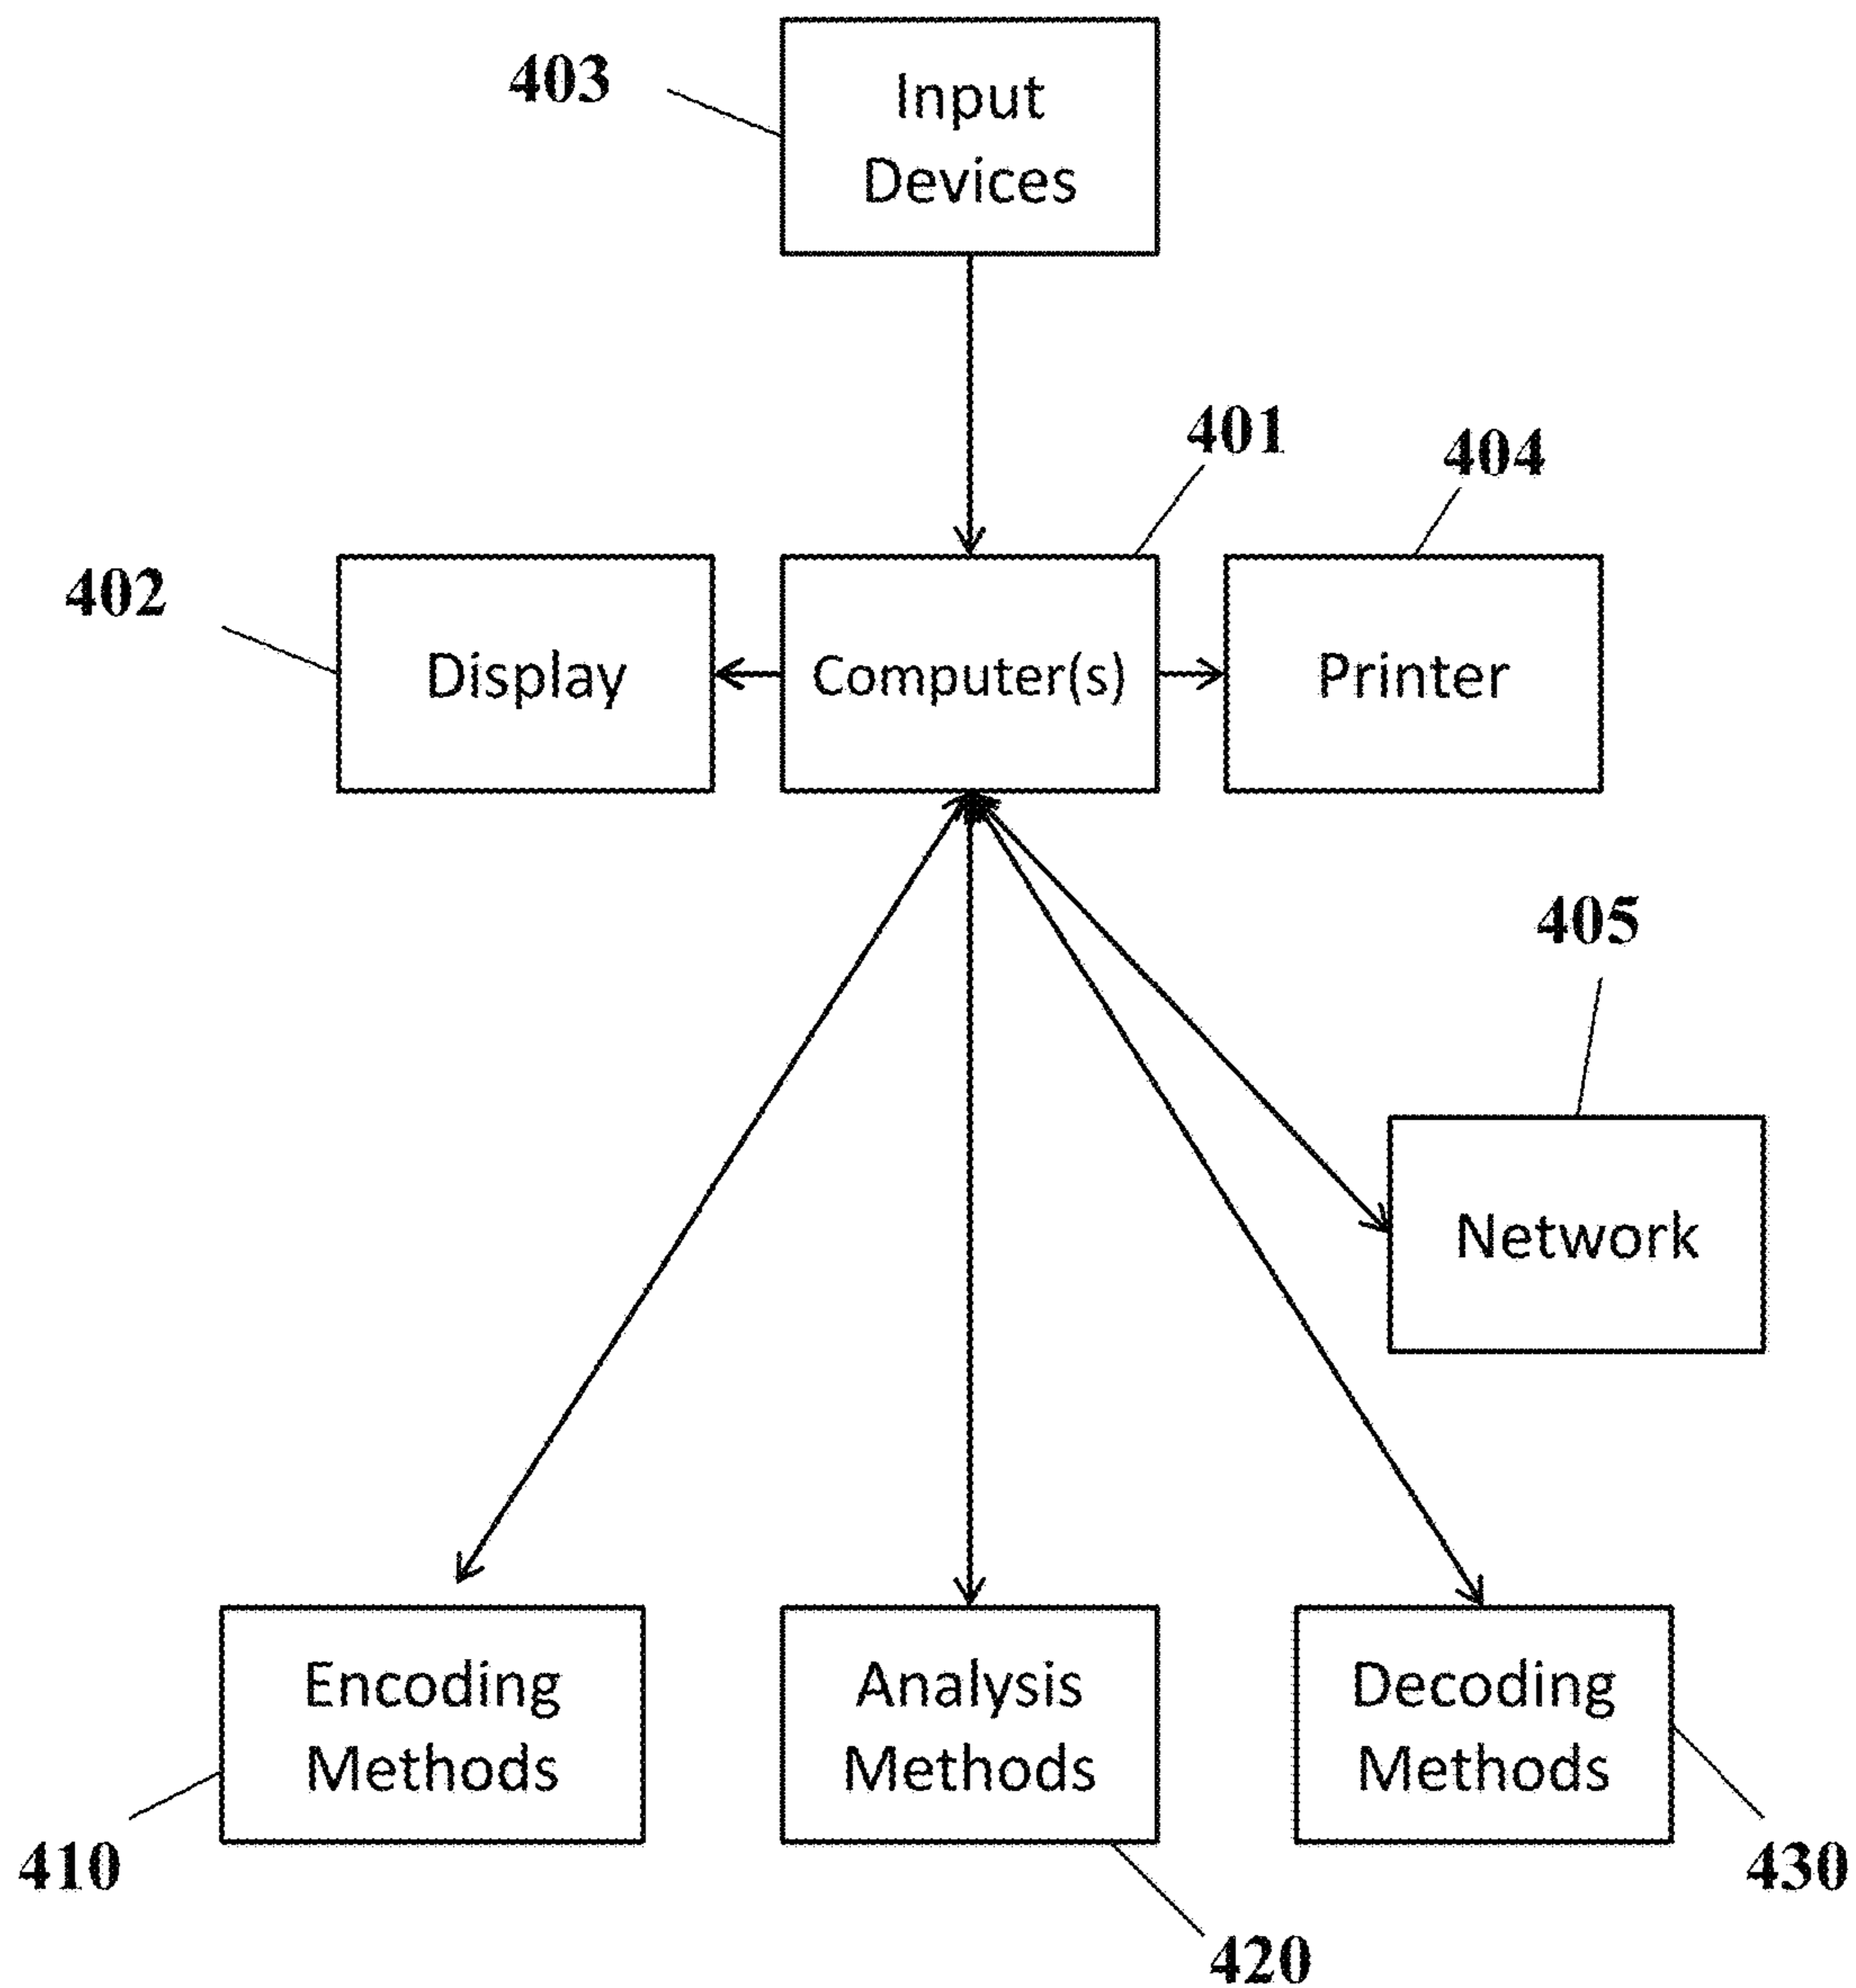 403
Input
Devices
401
404
402
Display
Computer(s)
Printer
405
Network
Encoding
Methods
Analysis
Methods
Decoding
Methods
410
430
420